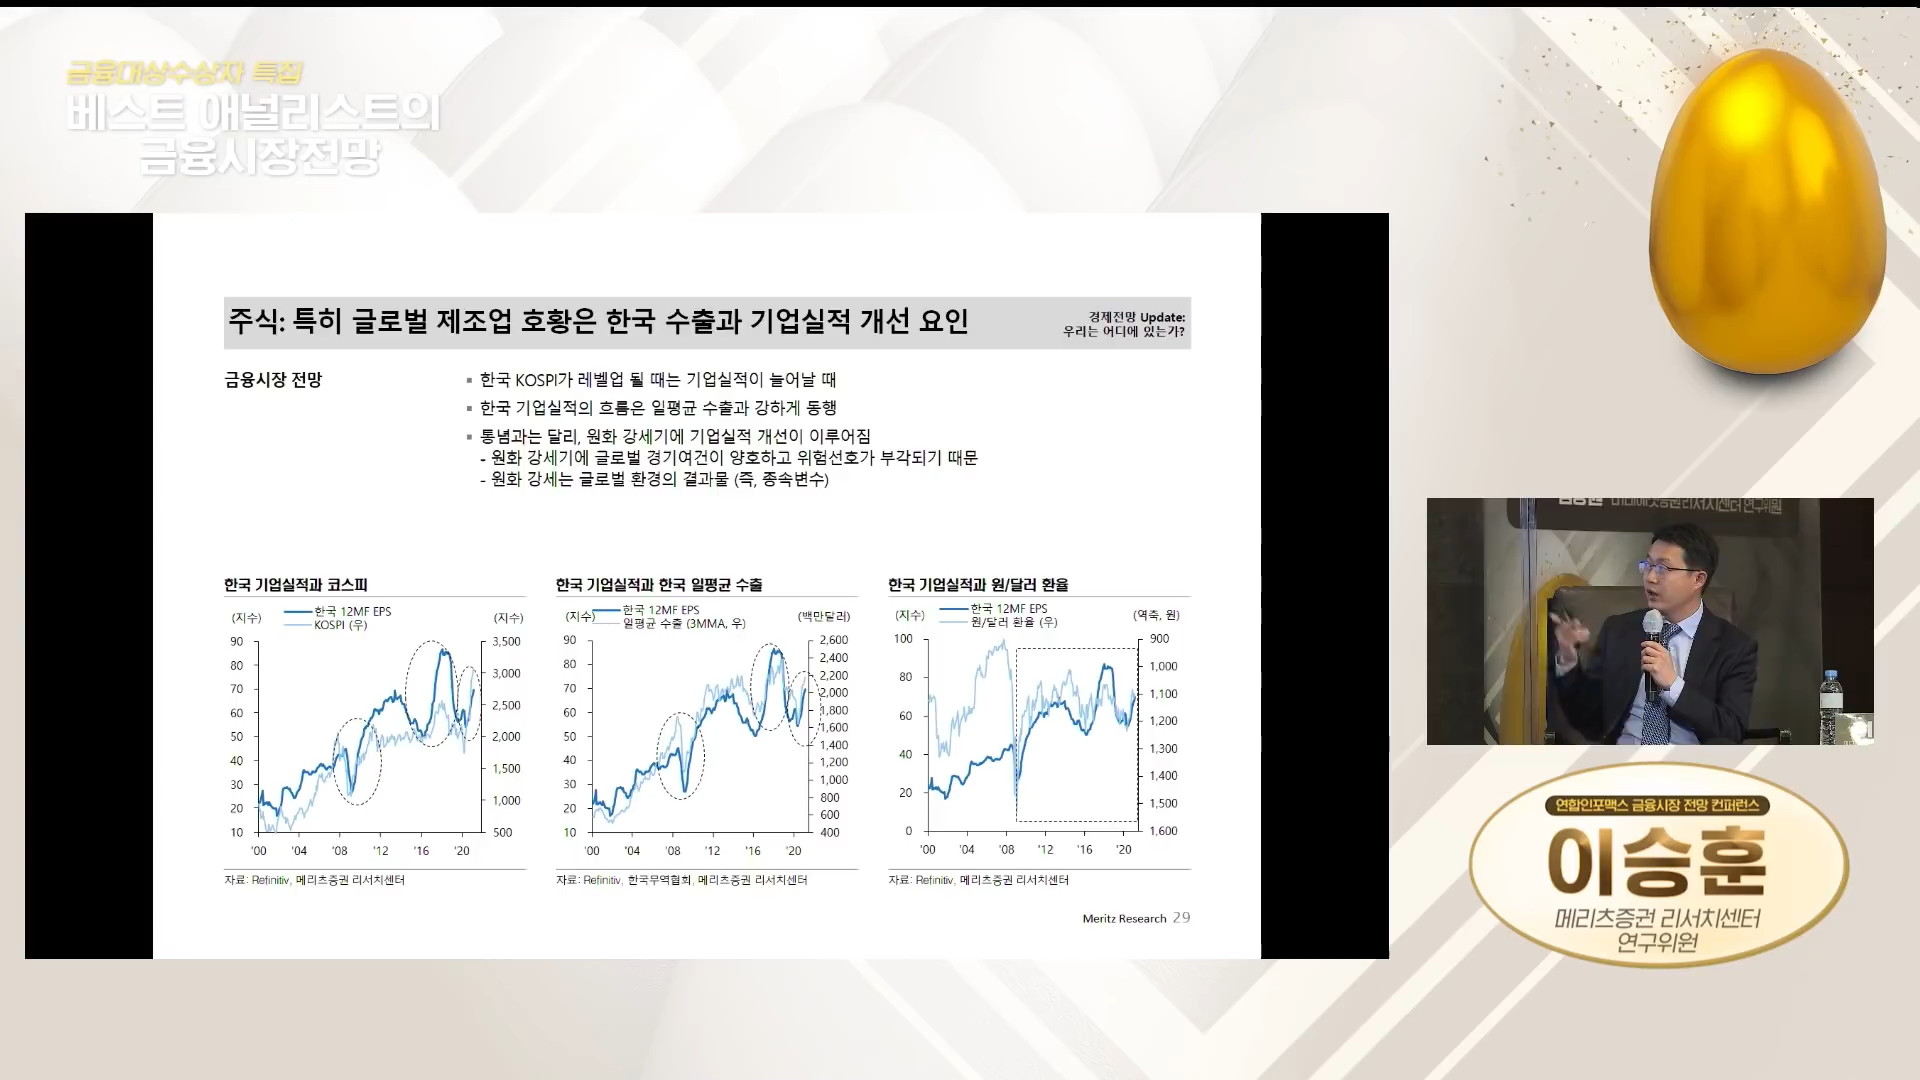 금융대상수상자 특집
베스트 애널리스트의
금융시장전망
주식: 특히 글로벌 제조업 호황은 한국 수출과 기업실적 개선 요인
경제전망 Update:
우리는 어디에 있는가?
금융시장 전망
▪ 한국 KOSPI가 레벨업 될 때는 기업실적이 늘어날 때
▪ 한국 기업실적의 흐름은 일평균 수출과 강하게 동행
▪ 통념과는 달리, 원화 강세기에 기업실적 개선이 이루어짐
- 원화 강세기에 글로벌 경기여건이 양호하고 위험선호가 부각되기 때문
- 원화 강세는 글로벌 환경의 결과물 (즉, 종속변수)
한국 기업실적과 코스피
(지수)
한국 12MF EPS
KOSPI (우)
(지수)
90
80
70
60
50
40
30
20
10
3,500
3,000
2,500
2,000
1,500
1,000
500
'00 '04 '08 '12 '16 '20
자료: Refinitiv, 메리츠증권 리서치센터
한국 기업실적과 한국 일평균 수출
(지수)
한국 12MF EPS
일평균 수출 (3MMA, 우)
(백만달러)
90
80
70
60
50
40
30
20
10
2,600
2,400
2,200
2,000
1,800
1,600
1,400
1,200
1,000
800
600
400
'00 '04 '08 '12 '16 '20
자료: Refinitiv, 한국무역협회, 메리츠증권 리서치센터
한국 기업실적과 원/달러 환율
(지수)
한국 12MF EPS
원/달러 환율 (우)
(역축, 원)
100
80
60
40
20
0
900
1,000
1,100
1,200
1,300
1,400
1,500
1,600
'00 '04 '08 '12 '16 '20
자료: Refinitiv, 메리츠증권 리서치센터
Meritz Research 29
미래에셋증권 리서치센터 연구위원
연합인포맥스 금융시장 전망 컨퍼런스
이승훈
메리츠증권 리서치센터
연구위원